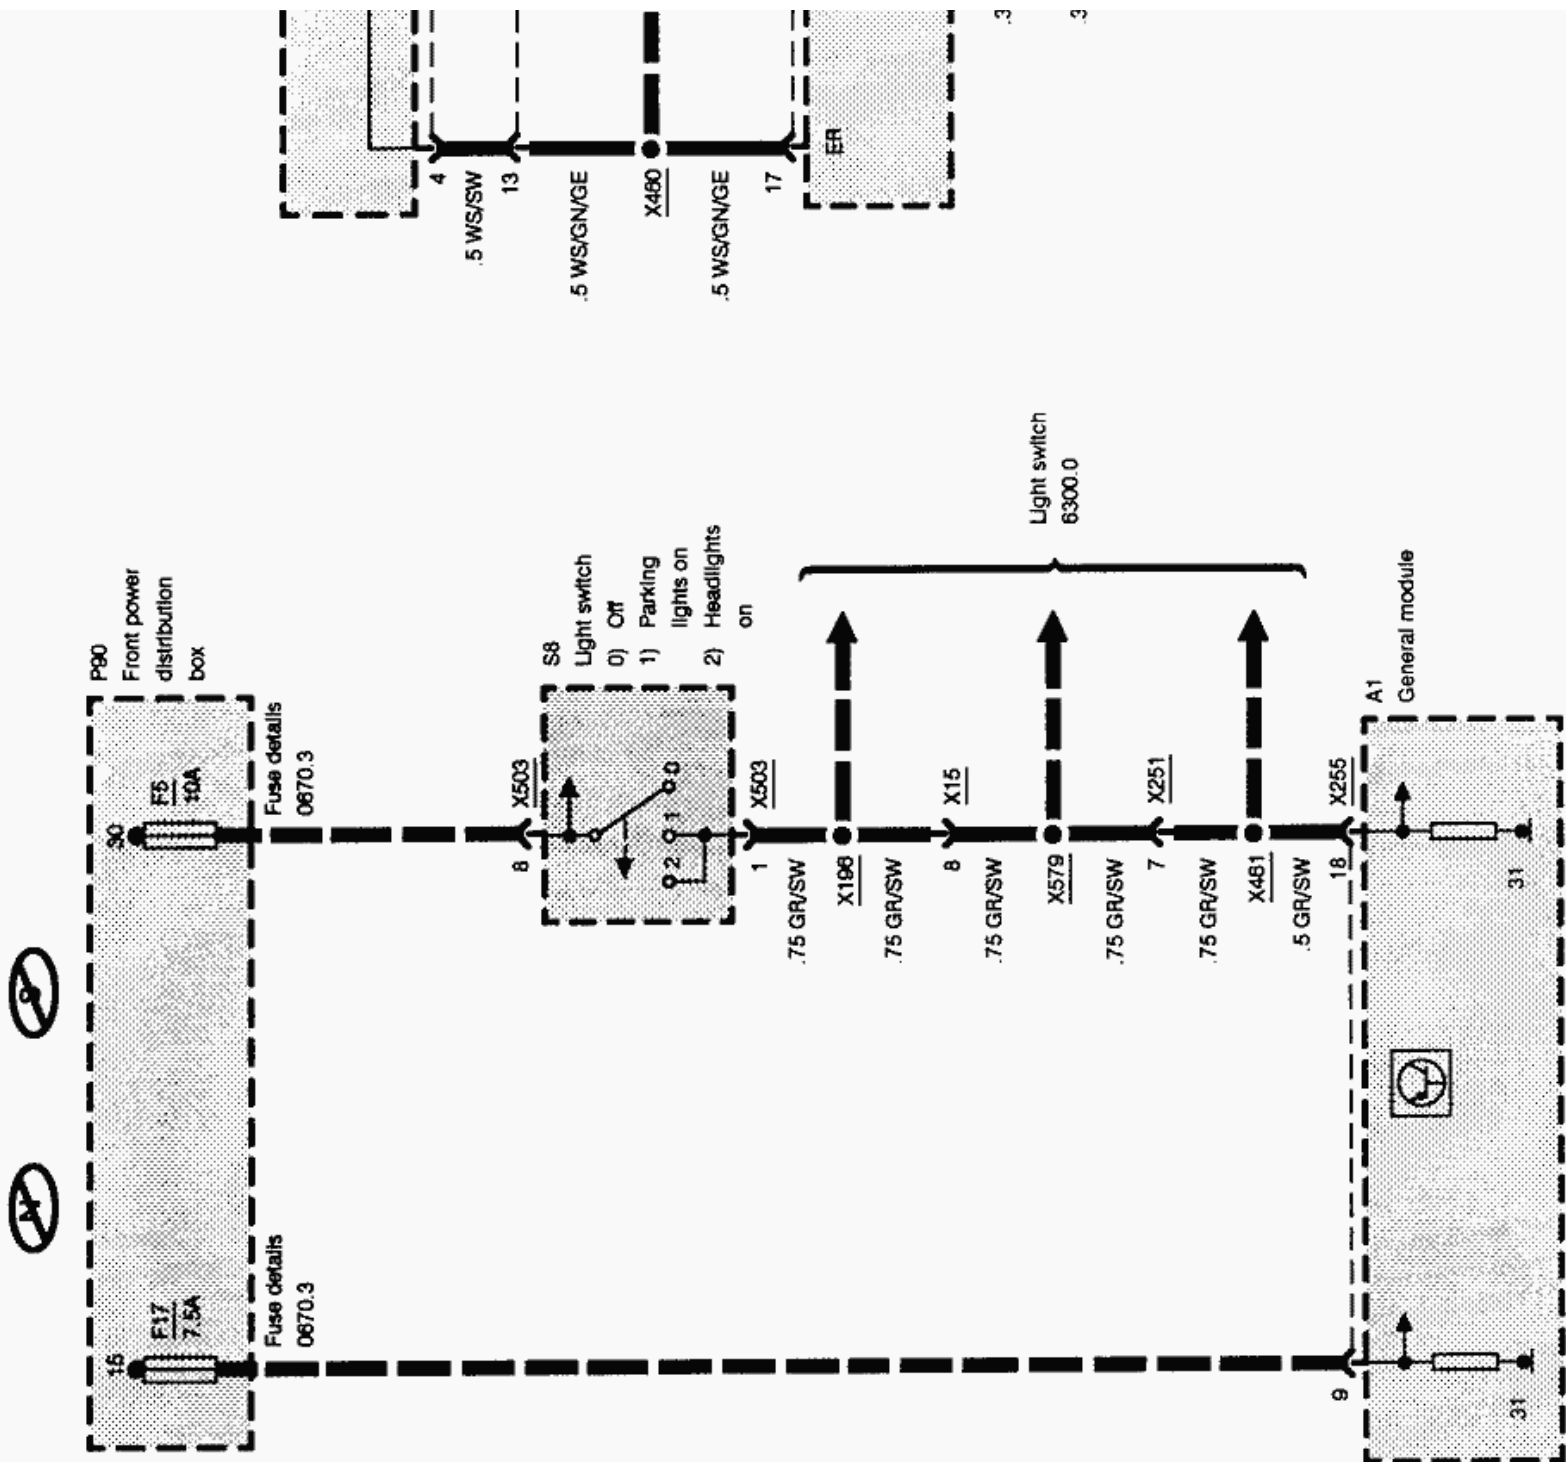 P90
Front power
distribution
box
30
F5
10A
Fuse details
0670.3
15
F17
7.5A
Fuse details
0670.3
X503
8
S8
Light switch
0) Off
1) Parking
lights on
2) Headlights
on
0
1
2
X503
1
.75 GR/SW
X196
.75 GR/SW
X15
8
.75 GR/SW
X579
.75 GR/SW
X251
7
.75 GR/SW
X461
.5 GR/SW
X255
18
Light switch
6300.0
A1
General module
31
9
31
4
.5 WS/SW
13
.5 WS/GN/GE
X460
.5 WS/GN/GE
17
ER
.3
.3